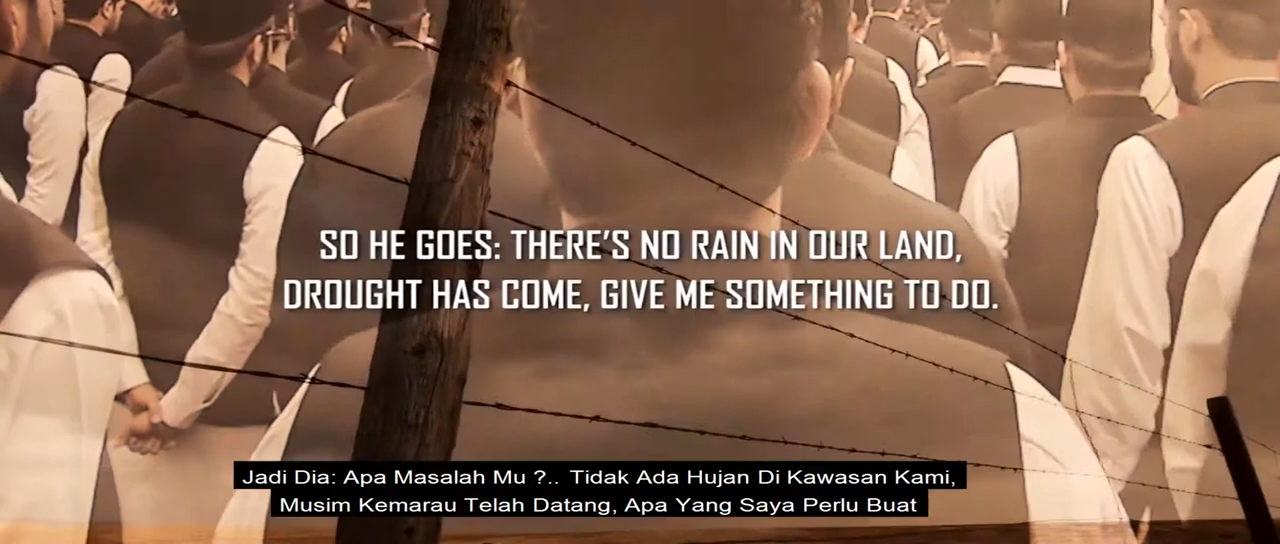 SO HE GOES: THERE'S NO RAIN IN OUR LAND,
DROUGHT HAS COME, GIVE ME SOMETHING TO DO.
Jadi Dia: Apa Masalah Mu ?.. Tidak Ada Hujan Di Kawasan Kami,
Musim Kemarau Telah Datang, Apa Yang Saya Perlu Buat